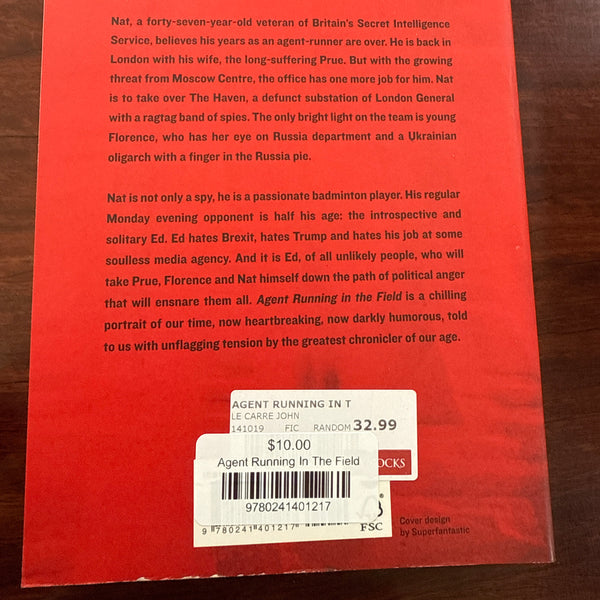 Nat, a forty-seven-year-old veteran of Britain's Secret Intelligence
Service, believes his years as an agent-runner are over. He is back in
London with his wife, the long-suffering Prue. But with the growing
threat from Moscow Centre, the office has one more job for him. Nat
is to take over The Haven, a defunct substation of London General
with a ragtag band of spies. The only bright light on the team is young
Florence, who has her eye on Russia department and a Ukrainian
oligarch with a finger in the Russia pie.
Nat is not only a spy, he is a passionate badminton player. His regular
Monday evening opponent is half his age: the introspective and
solitary Ed. Ed hates Brexit, hates Trump and hates his job at some
soulless media agency. And it is Ed, of all unlikely people, who will
take Prue, Florence and Nat himself down the path of political anger
that will ensnare them all. Agent Running in the Field is a chilling
portrait of our time, now heartbreaking, now darkly humorous, told
to us with unflagging tension by the greatest chronicler of our age.
AGENT RUNNING IN T
LE CARRE JOHN
141019 FIC RANDOM 32.99
OCKS
$10.00
Agent Running In The Field
9780241401217
9 780241 401217
FSC
Cover design
by Superfantastic